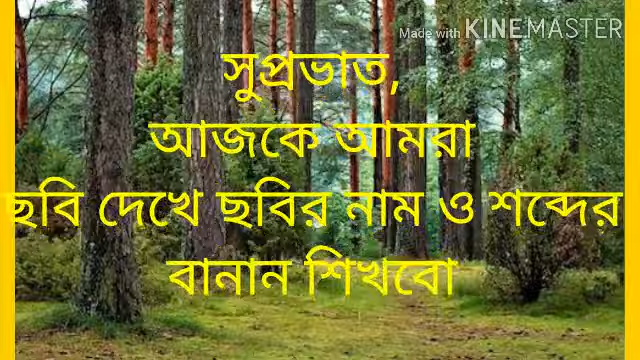 Made with KINEMASTER
সুপ্রভাত,
আজকে আমরা
ছবি দেখে ছবির নাম ও শব্দের
বানান শিখবো